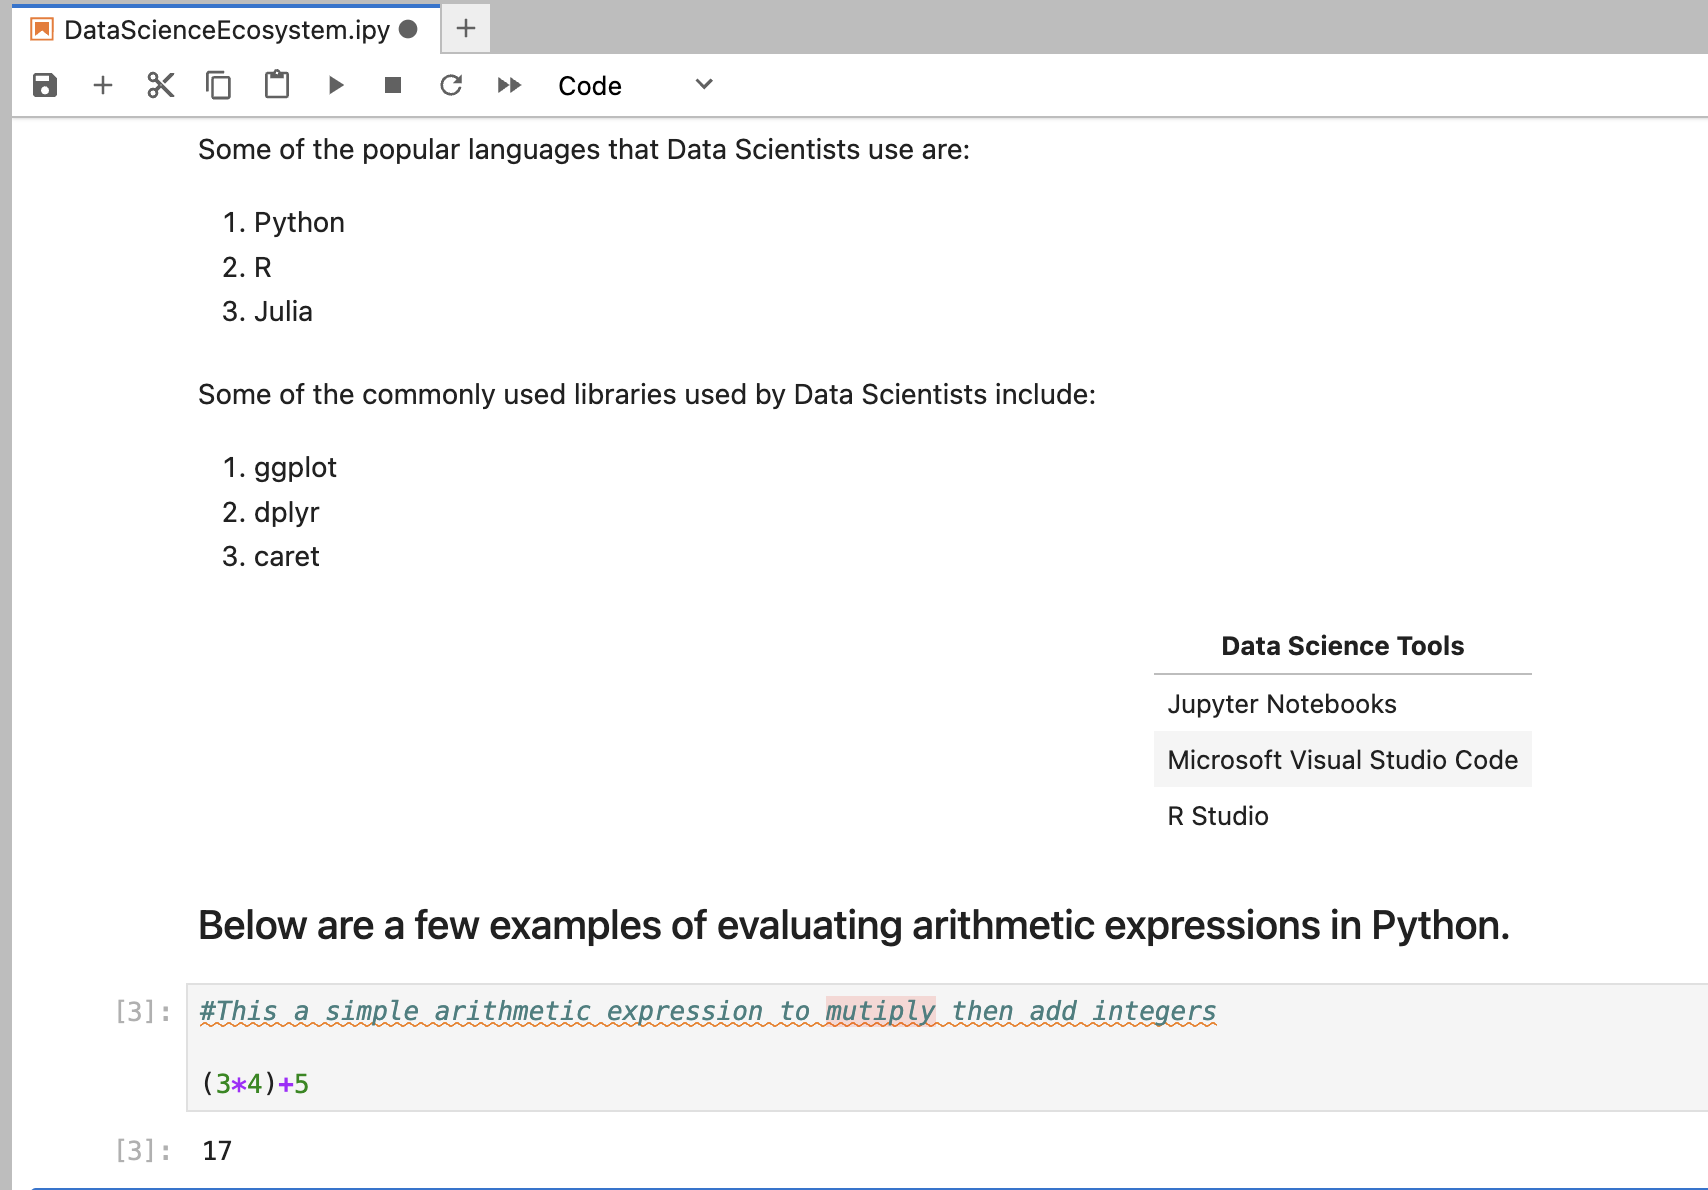 DataScienceEcosystem.ipy
Code
Some of the popular languages that Data Scientists use are:
1. Python
2. R
3. Julia
Some of the commonly used libraries used by Data Scientists include:
1. ggplot
2. dplyr
3. caret
Data Science Tools
Jupyter Notebooks
Microsoft Visual Studio Code
R Studio
Below are a few examples of evaluating arithmetic expressions in Python.
[3]: #This a simple arithmetic expression to mutiply then add integers
(3*4)+5
[3]: 17